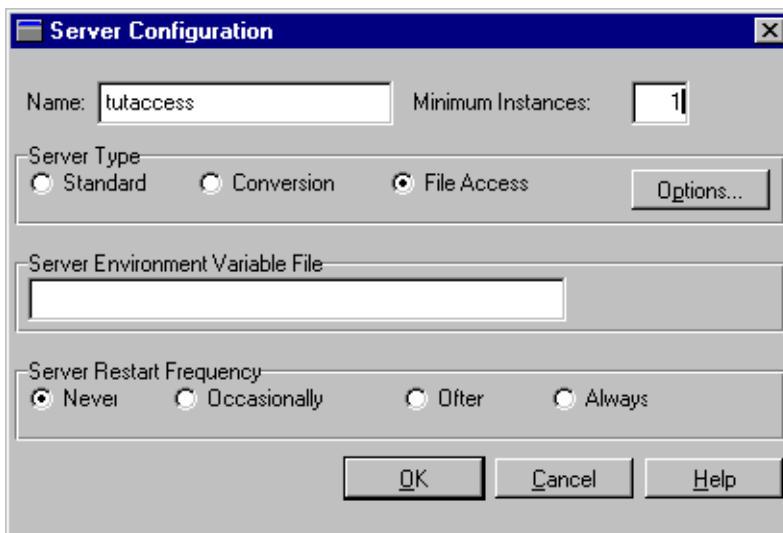 Server Configuration
Name: tutaccess Minimum Instances: 1
Server Type
Standard Conversion File Access Options...
Server Environment Variable File
Server Restart Frequency
Never Occasionally Ofter Always
OK Cancel Help